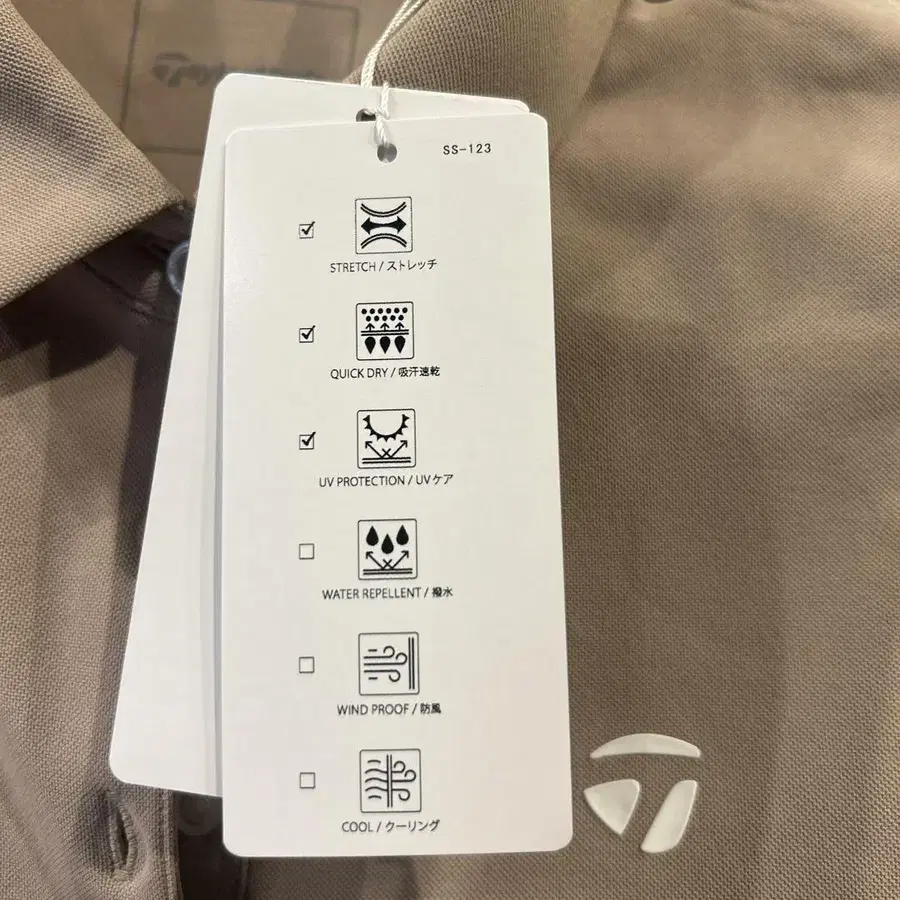 SS-123
STRETCH / ストレッチ
QUICK DRY / 吸汗速乾
UV PROTECTION / UVケア
WATER REPELLENT / 撥水
WIND PROOF / 防風
COOL / クーリング